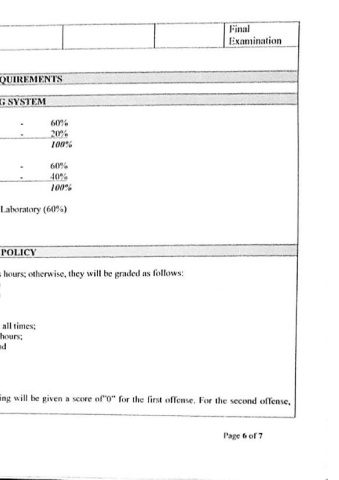 Final
Examination
QUIREMENTS
G SYSTEM
- 60%
- 20%
100%
- 60%
- 40%
100%
Laboratory (60%)
POLICY
hours; otherwise, they will be graded as follows:
all times;
hours;
nd
ing will be given a score of"0" for the first offense. For the second offense,
Page 6 of 7